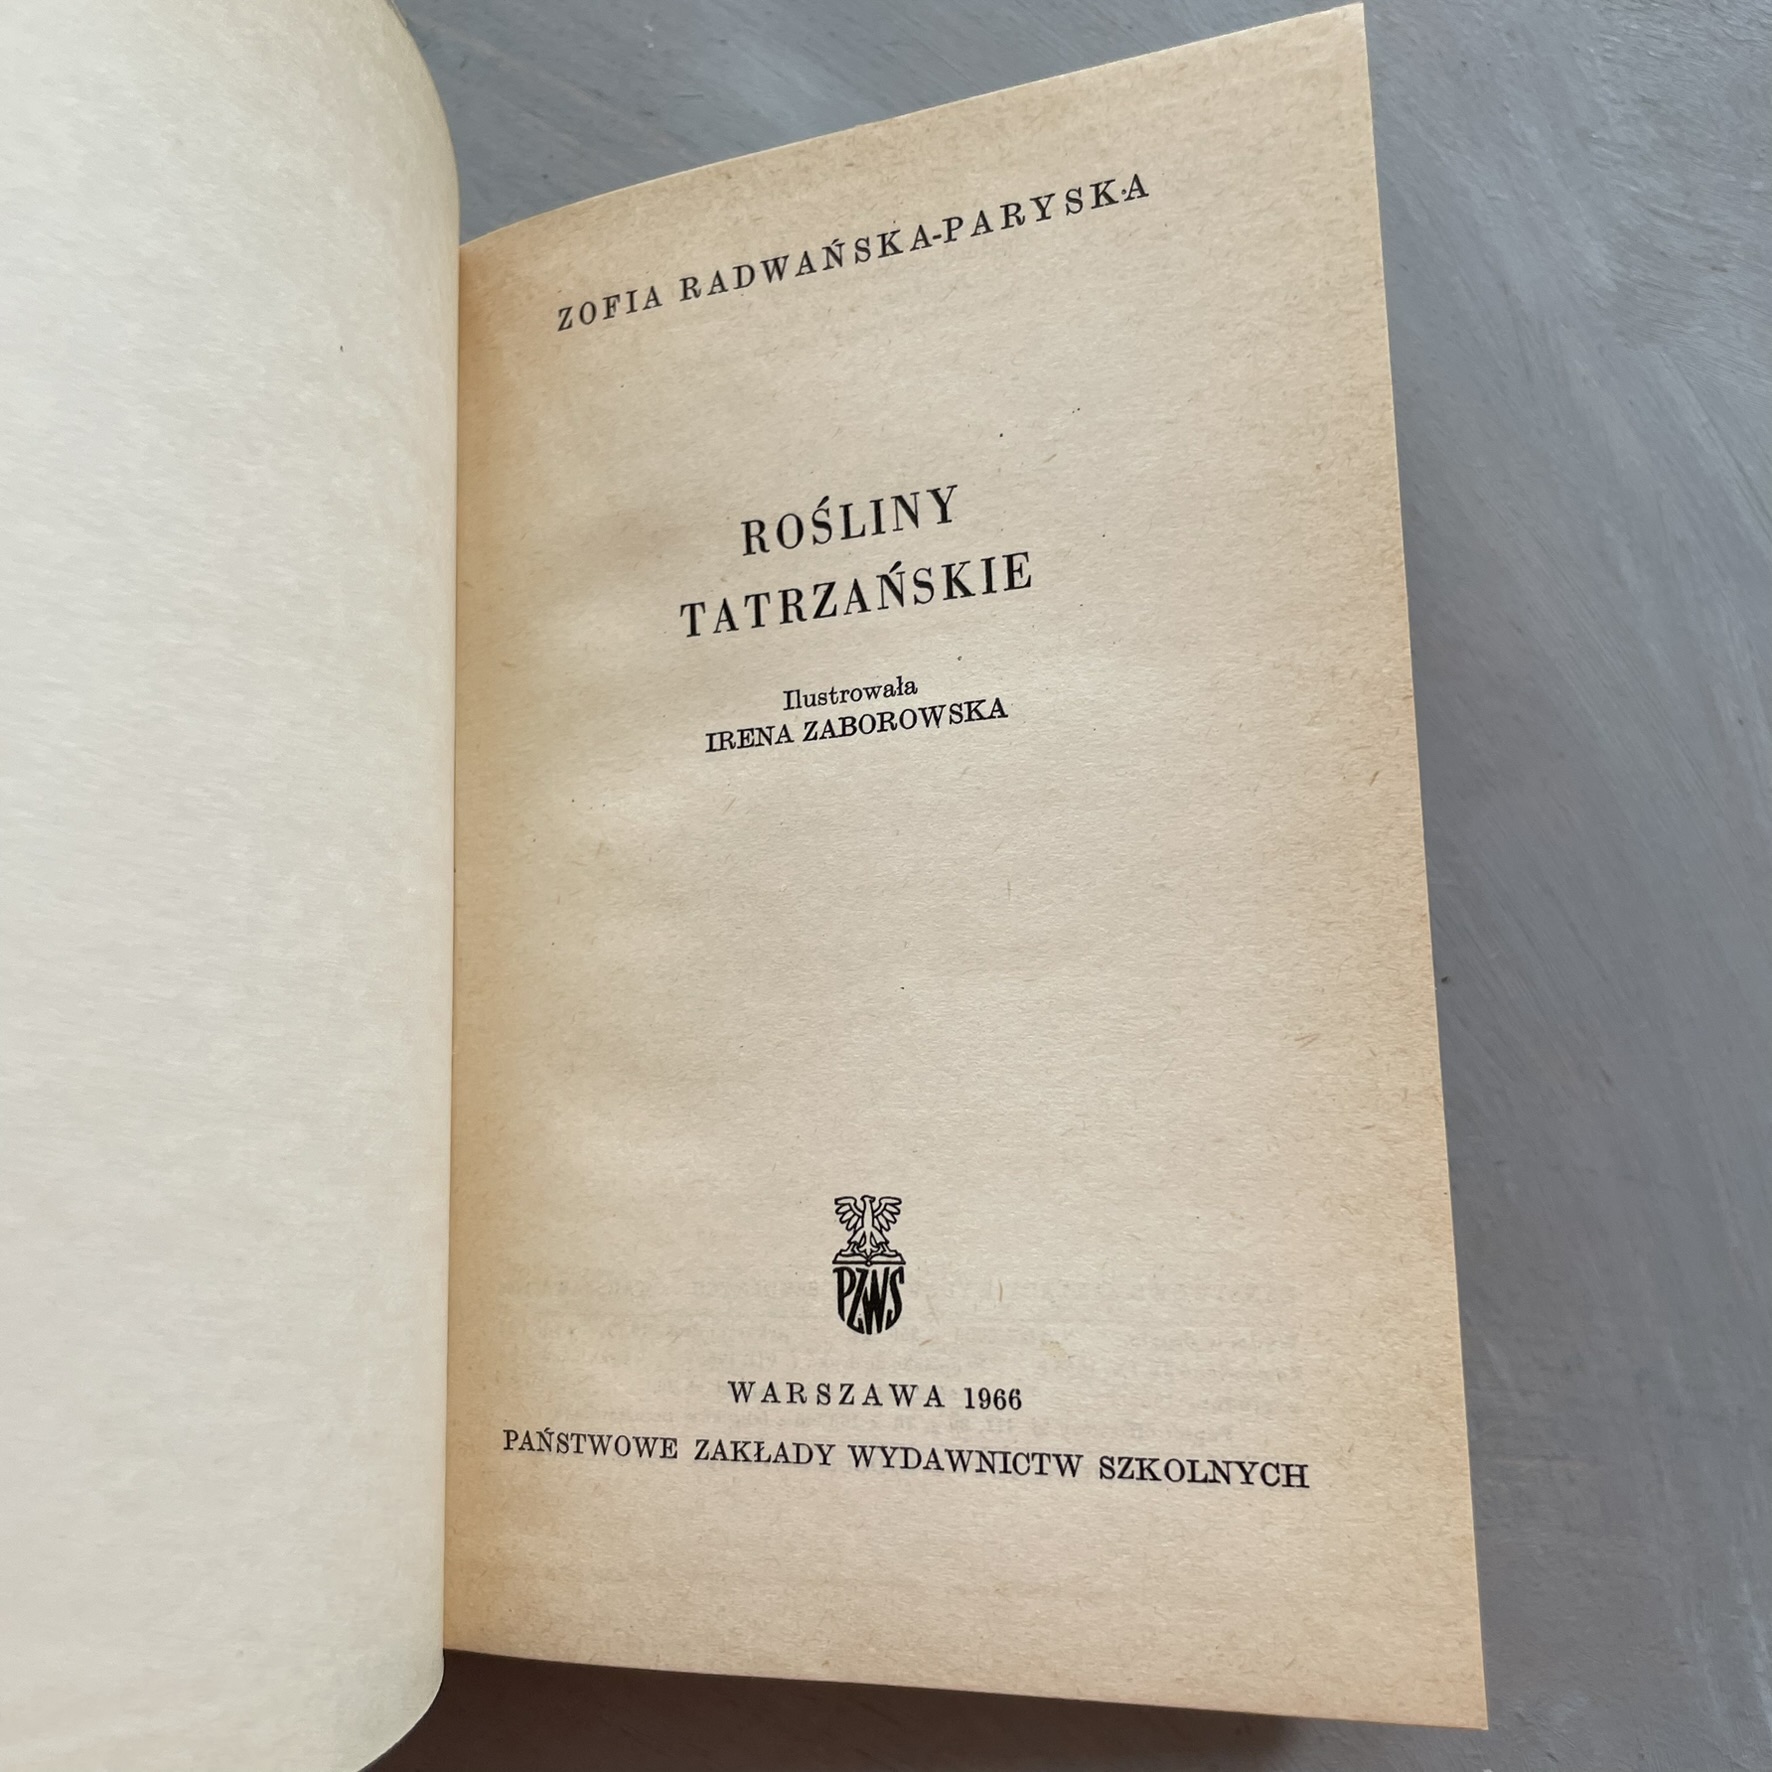 ZOFIA RADWAŃSKA-PARYSKA
ROŚLINY
TATRZAŃSKIE
Ilustrowała
IRENA ZABOROWSKA
PZWS
WARSZAWA 1966
PAŃSTWOWE ZAKŁADY WYDAWNICTW SZKOLNYCH